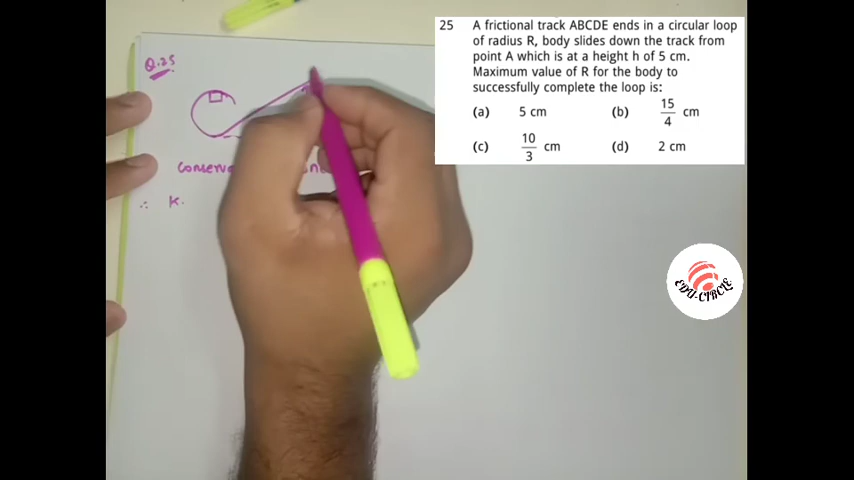 Q.25
conserv
∴ K.
25 A frictional track ABCDE ends in a circular loop
of radius R, body slides down the track from
point A which is at a height h of 5 cm.
Maximum value of R for the body to
successfully complete the loop is:
(a) 5 cm (b) 15/4 cm
(c) 10/3 cm (d) 2 cm
EDU-CIRCLE